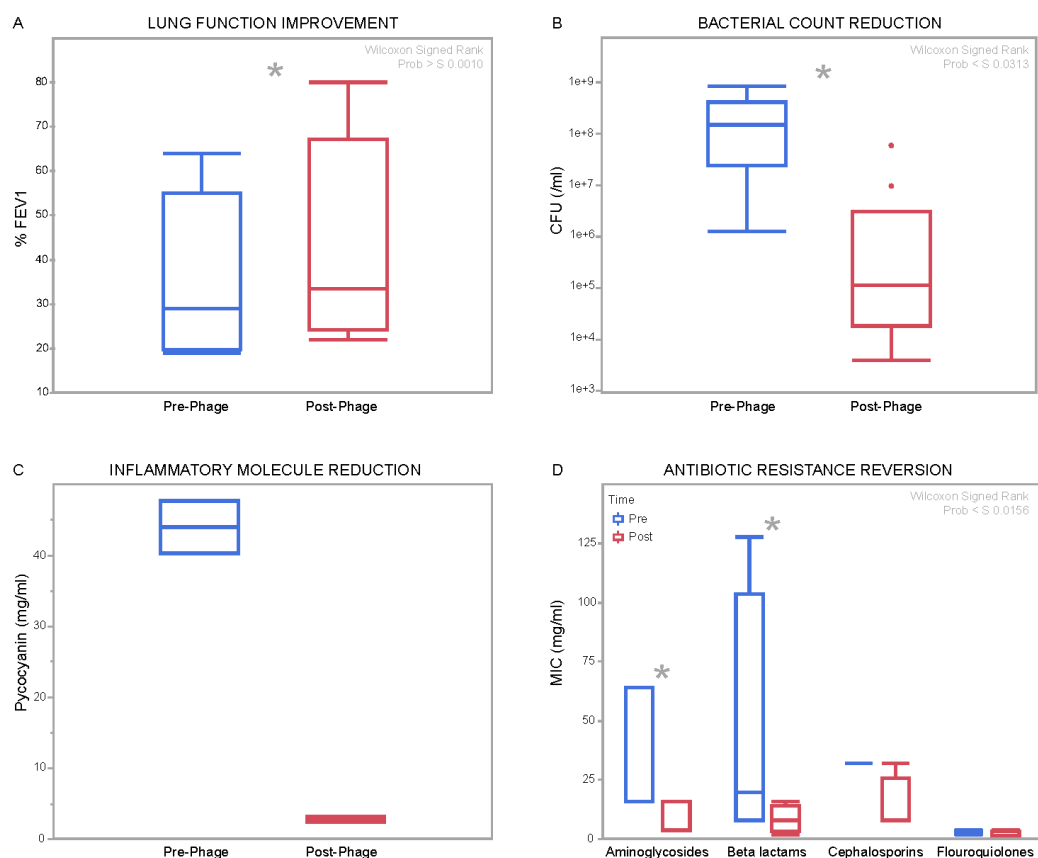 A
LUNG FUNCTION IMPROVEMENT
Wilcoxon Signed Rank
Prob > S 0.0010
*
% FEV1
80
70
60
50
40
30
20
10
Pre-Phage
Post-Phage
B
BACTERIAL COUNT REDUCTION
Wilcoxon Signed Rank
Prob < S 0.0313
*
CFU (/ml)
1e+9
1e+8
1e+7
1e+6
1e+5
1e+4
1e+3
Pre-Phage
Post-Phage
C
INFLAMMATORY MOLECULE REDUCTION
Pycocyanin (mg/ml)
40
30
20
10
0
Pre-Phage
Post-Phage
D
ANTIBIOTIC RESISTANCE REVERSION
Time
Pre
Post
Wilcoxon Signed Rank
Prob < S 0.0156
*
*
MIC (mg/ml)
125
100
75
50
25
0
Aminoglycosides
Beta lactams
Cephalosporins
Flouroquiolones